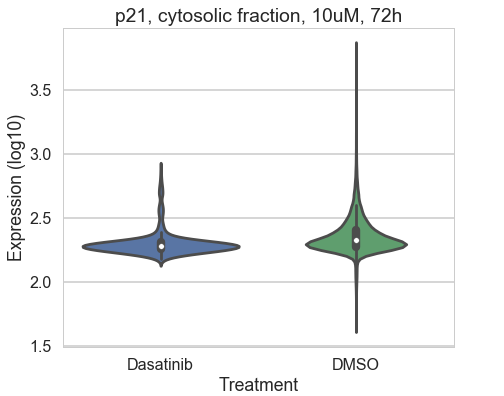 p21, cytosolic fraction, 10uM, 72h
Expression (log10)
3.5
3.0
2.5
2.0
1.5
Dasatinib DMSO
Treatment